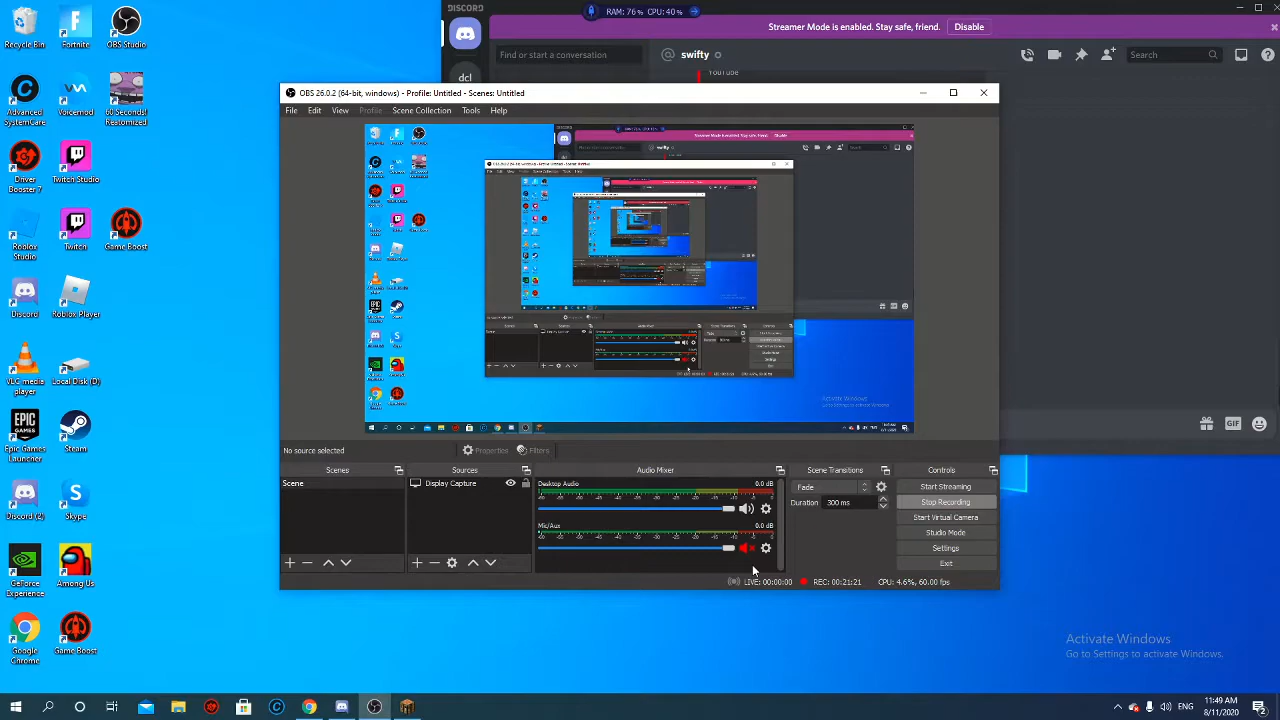 Recycle Bin
Fortnite
OBS Studio
Advanced SystemCare
Voicemod
60 Seconds! Reatomized
Driver Booster 7
Twitch Studio
Roblox Studio
Twitch
Game Boost
Discord
Roblox Player
VLC media player
Local Disk (D)
Epic Games Launcher
Steam
Discord (2)
Skype
GeForce Experience
Among Us
Google Chrome
Game Boost
DISCORD
RAM: 76 % CPU: 40 %
Streamer Mode is enabled. Stay safe, friend.
Disable
Find or start a conversation
@ swifty
Search
dcl
YouTube
OBS 26.0.2 (64-bit, windows) - Profile: Untitled - Scenes: Untitled
File Edit View Profile Scene Collection Tools Help
No source selected
Properties
Filters
Scenes
Sources
Audio Mixer
Scene Transitions
Controls
Scene
Display Capture
Desktop Audio
0.0 dB
Mic/Aux
0.0 dB
Fade
Duration 300 ms
Start Streaming
Stop Recording
Start Virtual Camera
Studio Mode
Settings
Exit
LIVE: 00:00:00
REC: 00:21:21
CPU: 4.6%, 60.00 fps
GIF
Activate Windows
Go to Settings to activate Windows.
EPIC GAMES
ENG
11:49 AM
8/11/2020
2